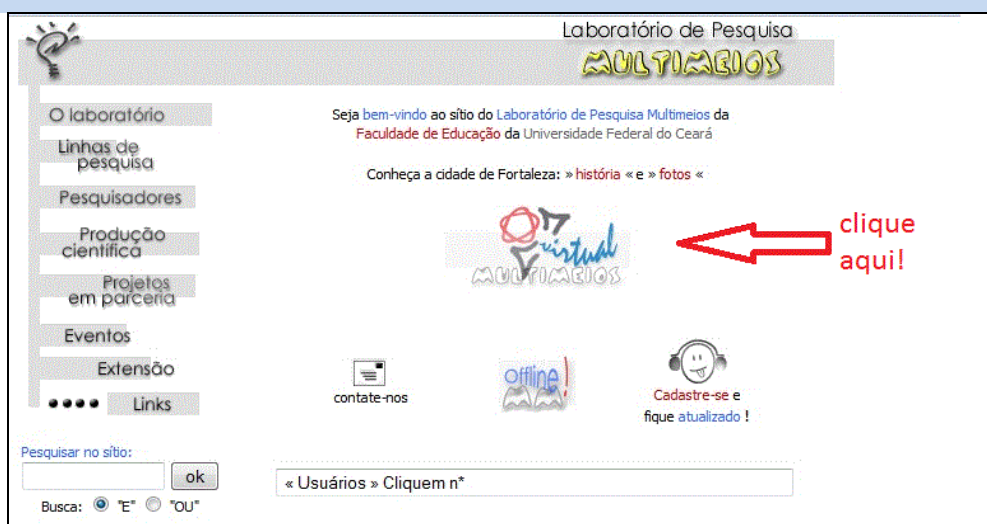 Laboratório de Pesquisa
MULTIMEIOS
O laboratório
Linhas de
pesquisa
Pesquisadores
Produção
científica
Projetos
em parceria
Eventos
Extensão
Links
Seja bem-vindo ao sítio do Laboratório de Pesquisa Multimeios da
Faculdade de Educação da Universidade Federal do Ceará
Conheça a cidade de Fortaleza: » história « e » fotos «
virtual
MULTIMEIOS
clique
aqui!
contate-nos
Offline!
Cadastre-se e
fique atualizado !
Pesquisar no sítio:
ok
Busca: "E" "OU"
« Usuários » Cliquem n*